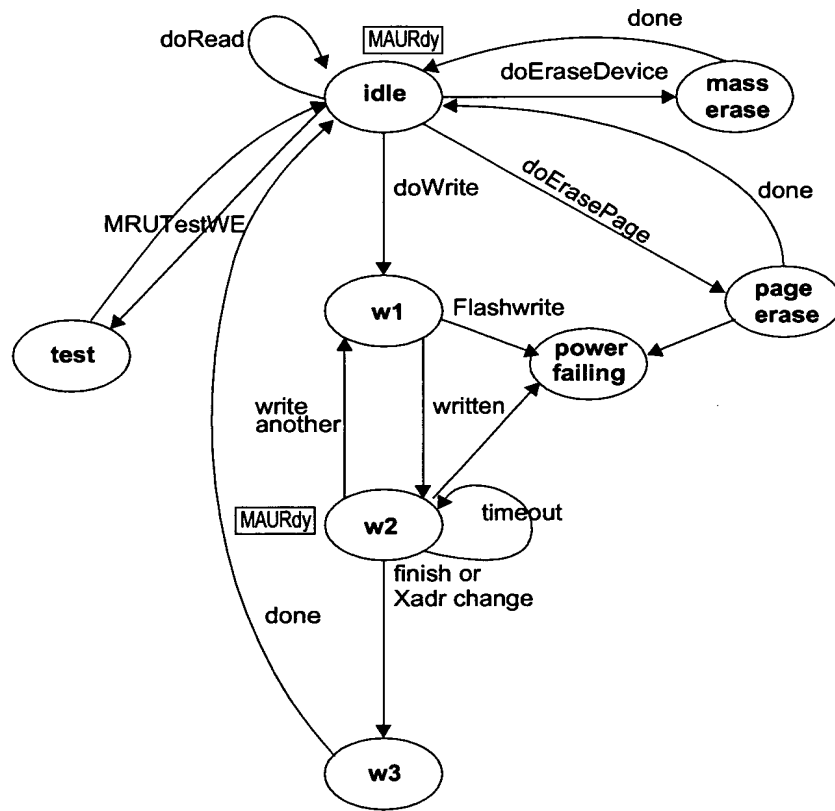 doRead
MAURdy
done
idle
doEraseDevice
mass
erase
doWrite
doErasePage
done
MRUTestWE
w1
Flashwrite
page
erase
test
power
failing
write
another
written
MAURdy
w2
timeout
finish or
Xadr change
done
w3